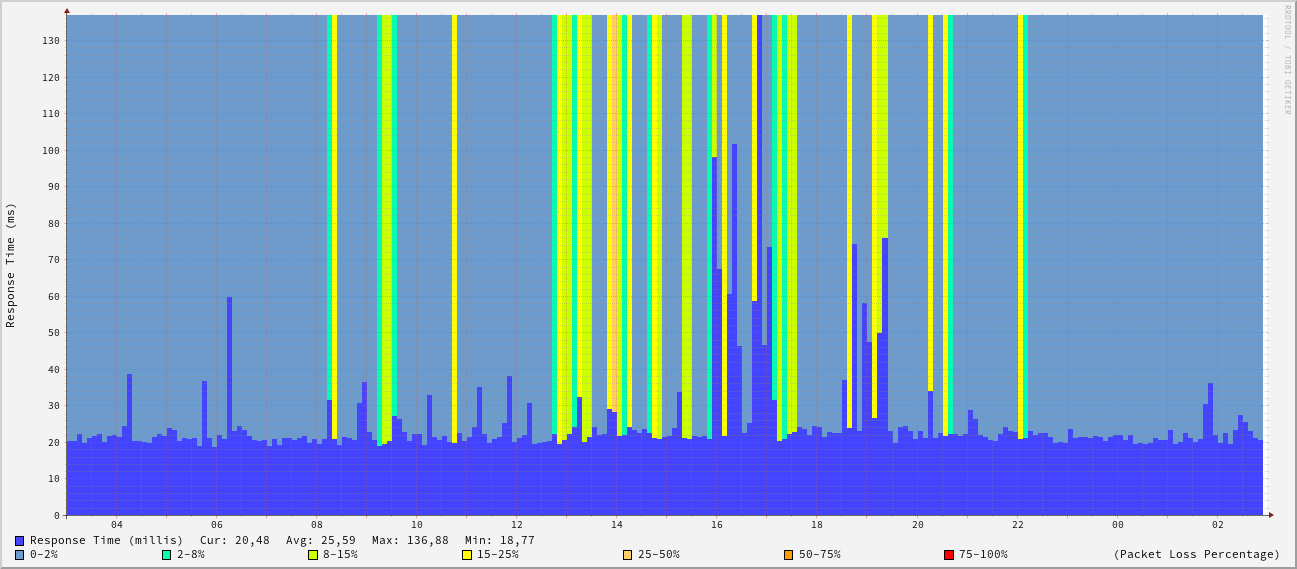 RRDTOOL / TOBI OETIKER
Response Time (ms)
130
120
110
100
90
80
70
60
50
40
30
20
10
0
04 06 08 10 12 14 16 18 20 22 00 02
Response Time (millis) Cur: 20,48 Avg: 25,59 Max: 136,88 Min: 18,77
0-2% 2-8% 8-15% 15-25% 25-50% 50-75% 75-100% (Packet Loss Percentage)